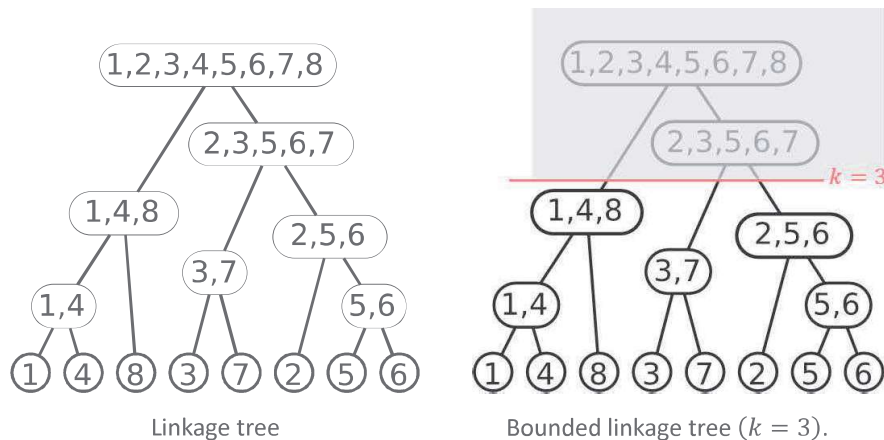 1,2,3,4,5,6,7,8
2,3,5,6,7
1,4,8
2,5,6
3,7
1,4
5,6
1 4 8 3 7 2 5 6
Linkage tree
1,2,3,4,5,6,7,8
2,3,5,6,7
k = 3
1,4,8
2,5,6
3,7
1,4
5,6
1 4 8 3 7 2 5 6
Bounded linkage tree (k = 3).